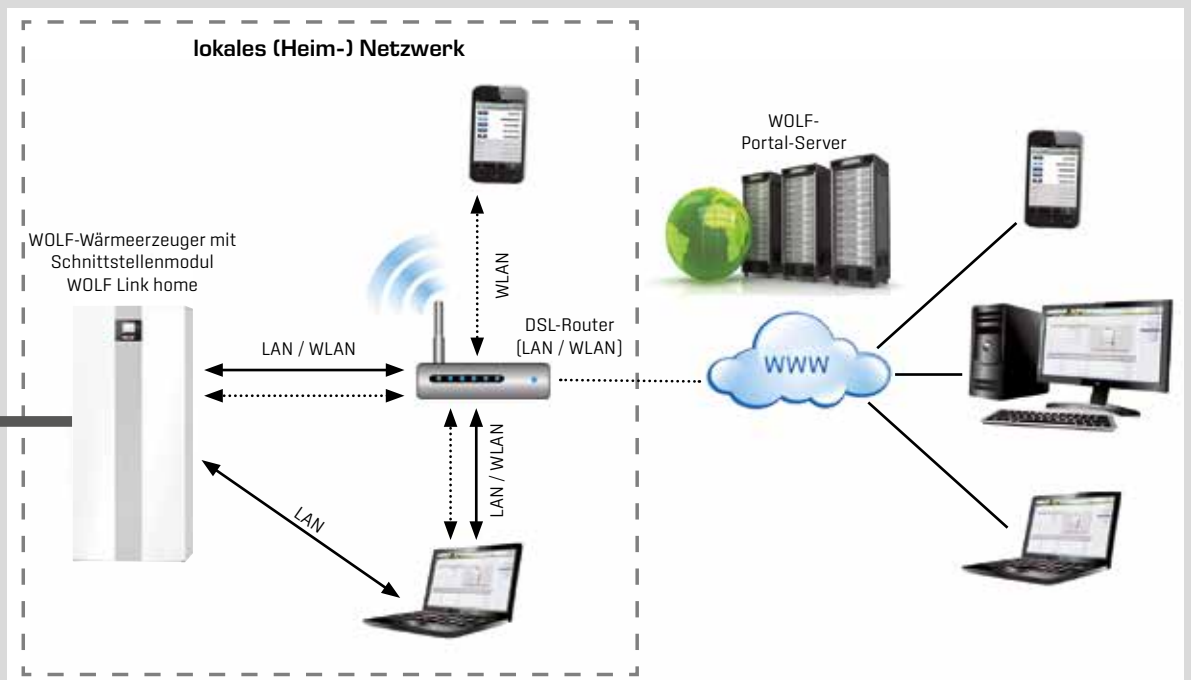 lokales (Heim-) Netzwerk
WOLF-
Portal-Server
WOLF-Wärmeerzeuger mit
Schnittstellenmodul
WOLF Link home
WLAN
DSL-Router
(LAN / WLAN)
LAN / WLAN
WWW
LAN / WLAN
LAN